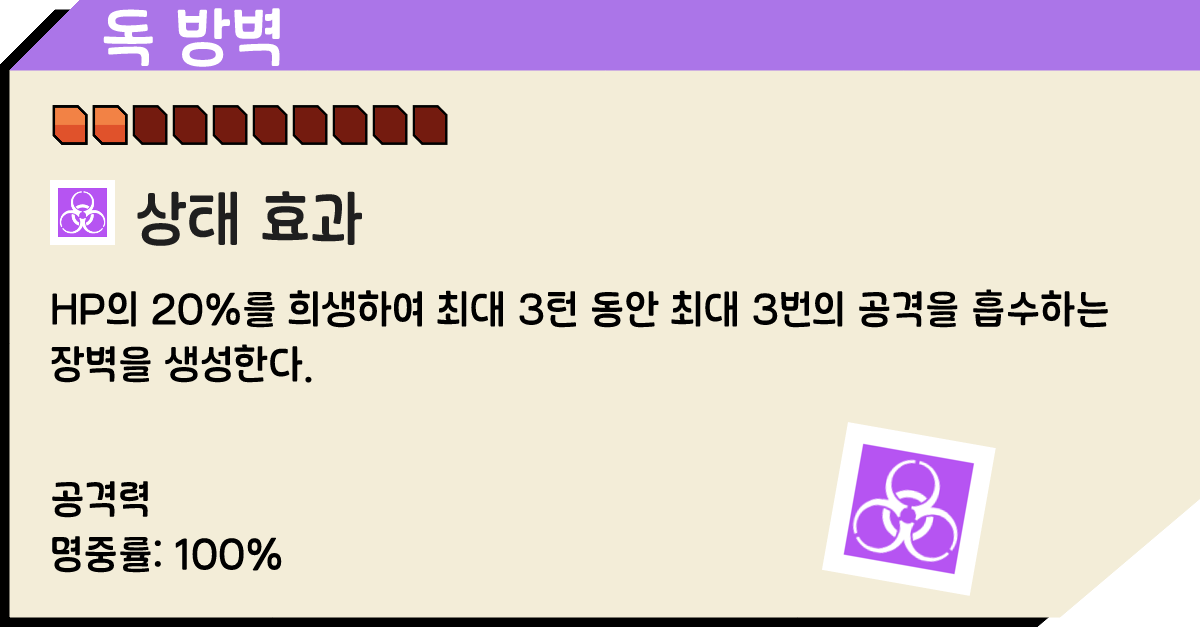 독 방벽
상태 효과
HP의 20%를 희생하여 최대 3턴 동안 최대 3번의 공격을 흡수하는
장벽을 생성한다.
공격력
명중률: 100%